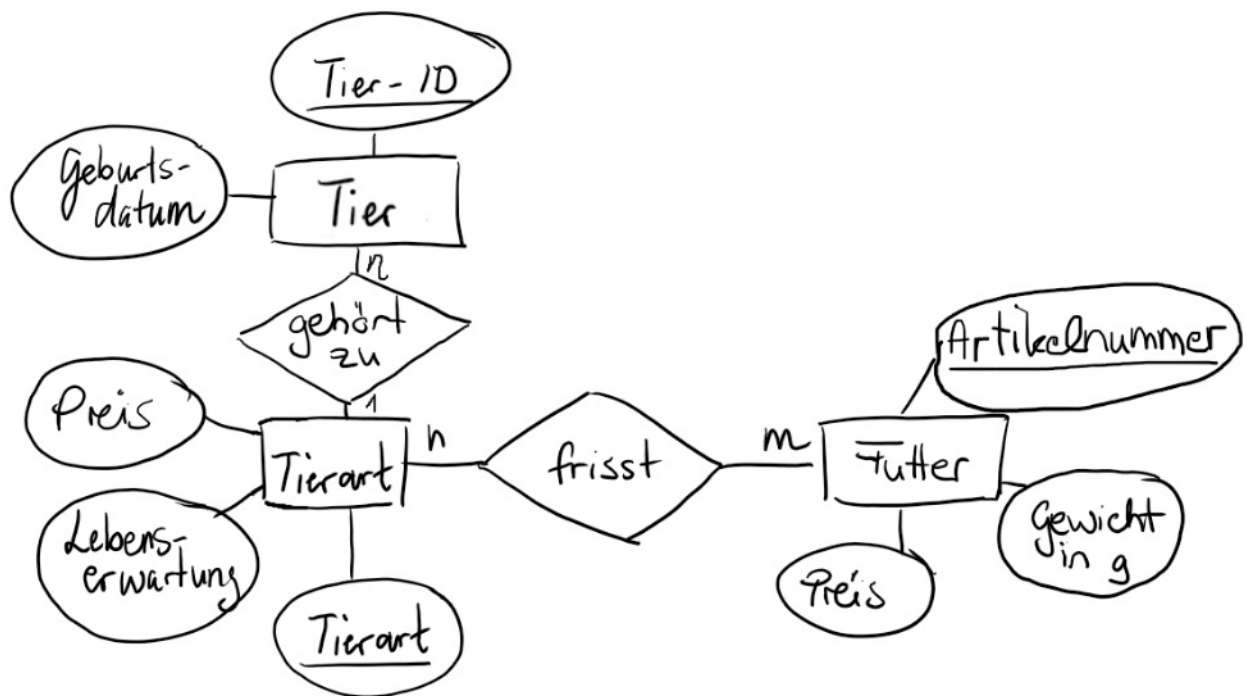 Tier-ID
Geburts-
datum
Tier
n
gehört
zu
1
Preis
Tierart
n
frisst
m
Futter
Artikelnummer
Lebens-
erwartung
Tierart
Preis
Gewicht
in g